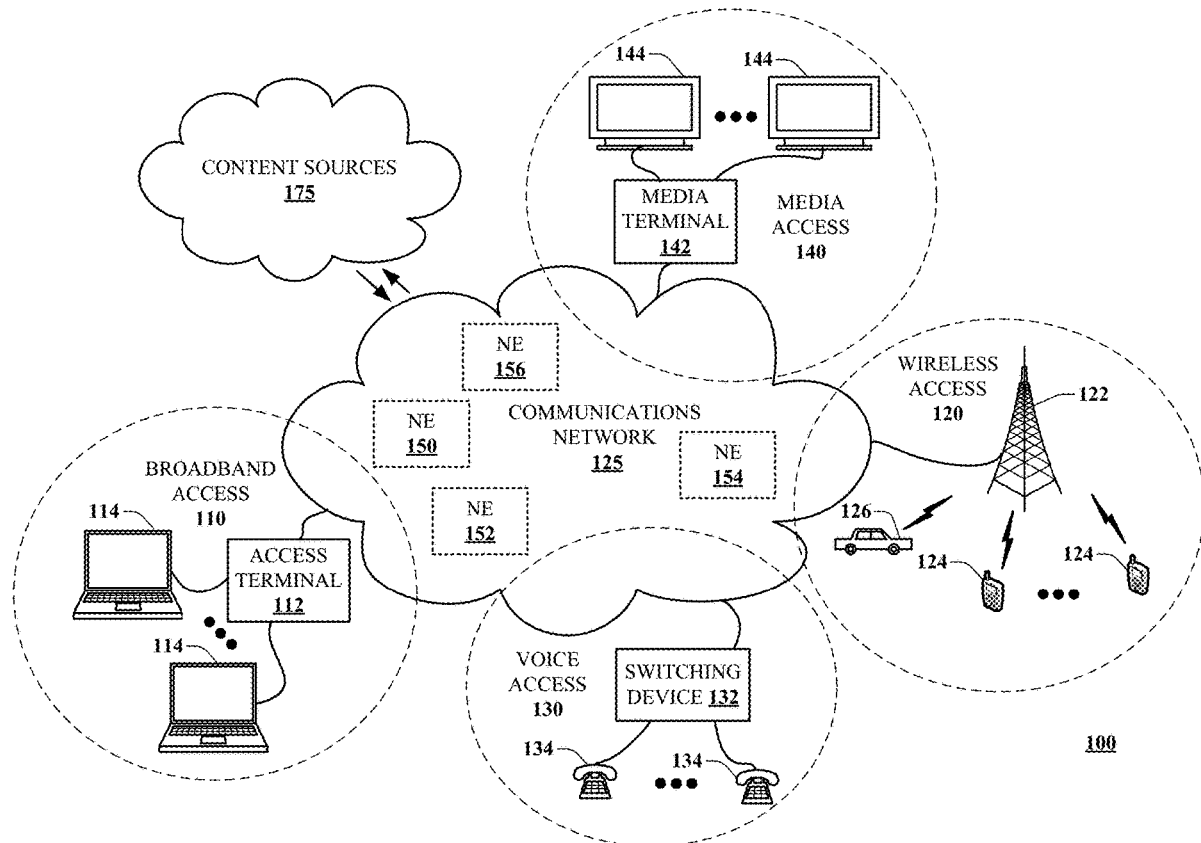 144
144
CONTENT SOURCES
175
MEDIA
TERMINAL
142
MEDIA
ACCESS
140
NE
156
WIRELESS
ACCESS
120
122
COMMUNICATIONS
NETWORK
125
NE
150
NE
154
BROADBAND
ACCESS
110
NE
152
114
126
ACCESS
TERMINAL
112
124
124
114
VOICE
ACCESS
130
SWITCHING
DEVICE 132
134
134
100